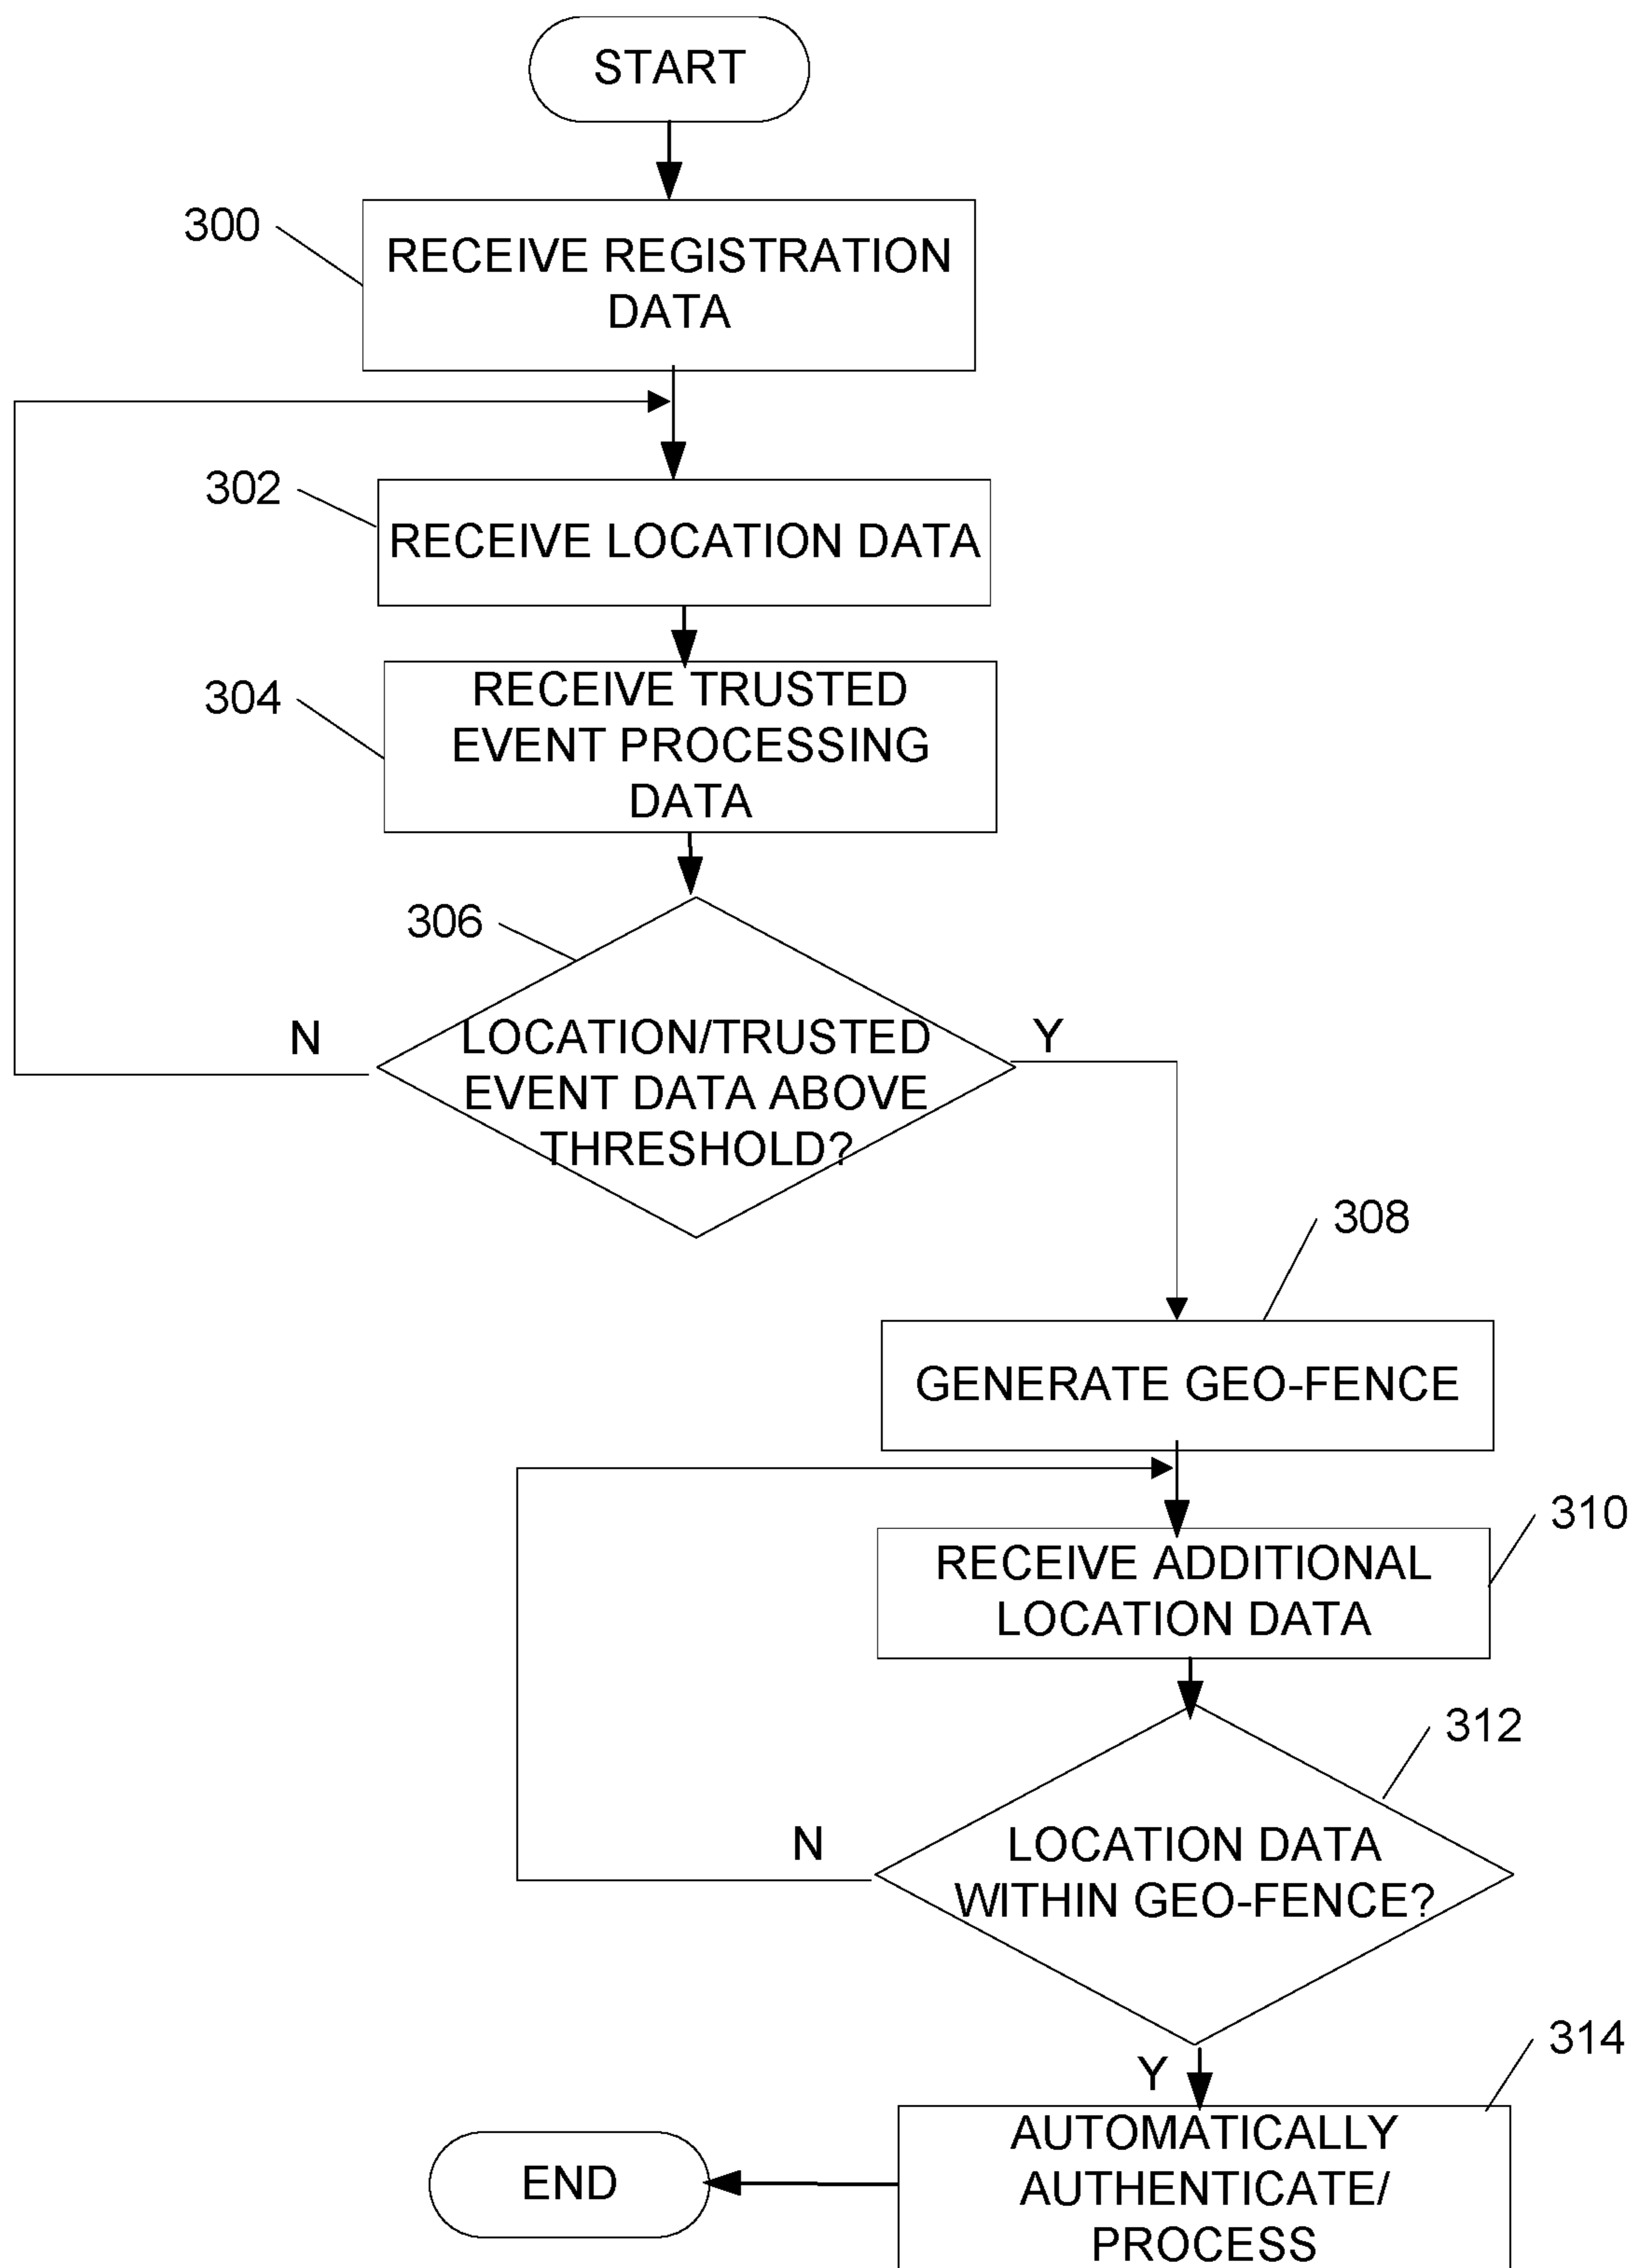 START
300
RECEIVE REGISTRATION
DATA
302
RECEIVE LOCATION DATA
304
RECEIVE TRUSTED
EVENT PROCESSING
DATA
306
N
LOCATION/TRUSTED
EVENT DATA ABOVE
THRESHOLD?
Y
308
GENERATE GEO-FENCE
310
RECEIVE ADDITIONAL
LOCATION DATA
312
N
LOCATION DATA
WITHIN GEO-FENCE?
Y
314
AUTOMATICALLY
AUTHENTICATE/
PROCESS
END